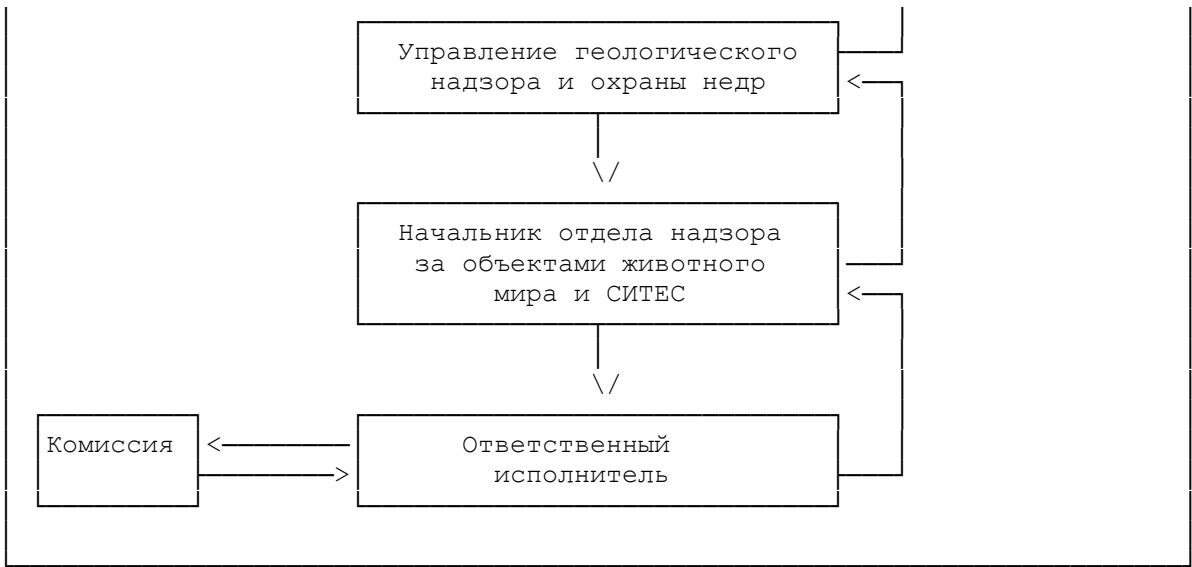 Управление геологического
надзора и охраны недр
Начальник отдела надзора
за объектами животного
мира и СИТЕС
Комиссия
Ответственный
исполнитель